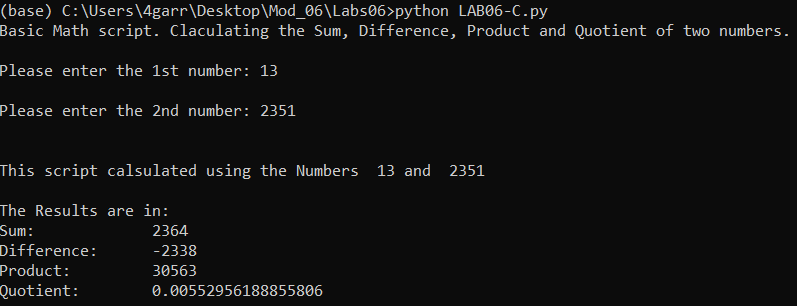 (base) C:\Users\4garr\Desktop\Mod_06\Labs06>python LAB06-C.py
Basic Math script. Claculating the Sum, Difference, Product and Quotient of two numbers.
Please enter the 1st number: 13
Please enter the 2nd number: 2351
This script calsulated using the Numbers  13 and  2351
The Results are in:
Sum:            2364
Difference:     -2338
Product:        30563
Quotient:       0.00552956188855806